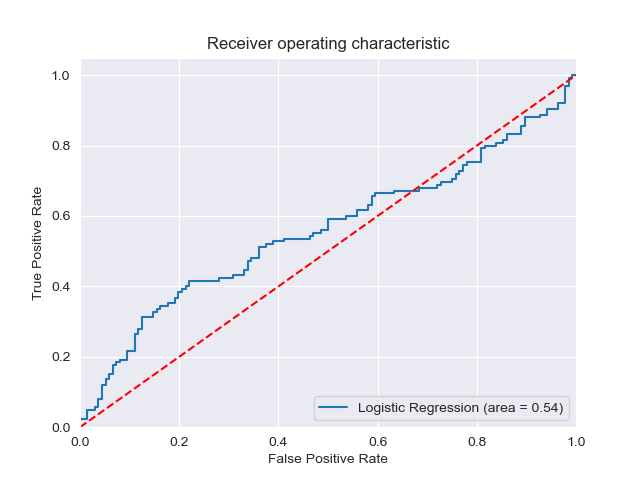 Receiver operating characteristic
1.0
0.8
0.6
0.4
0.2
0.0
True Positive Rate
Logistic Regression (area = 0.54)
0.0 0.2 0.4 0.6 0.8 1.0
False Positive Rate